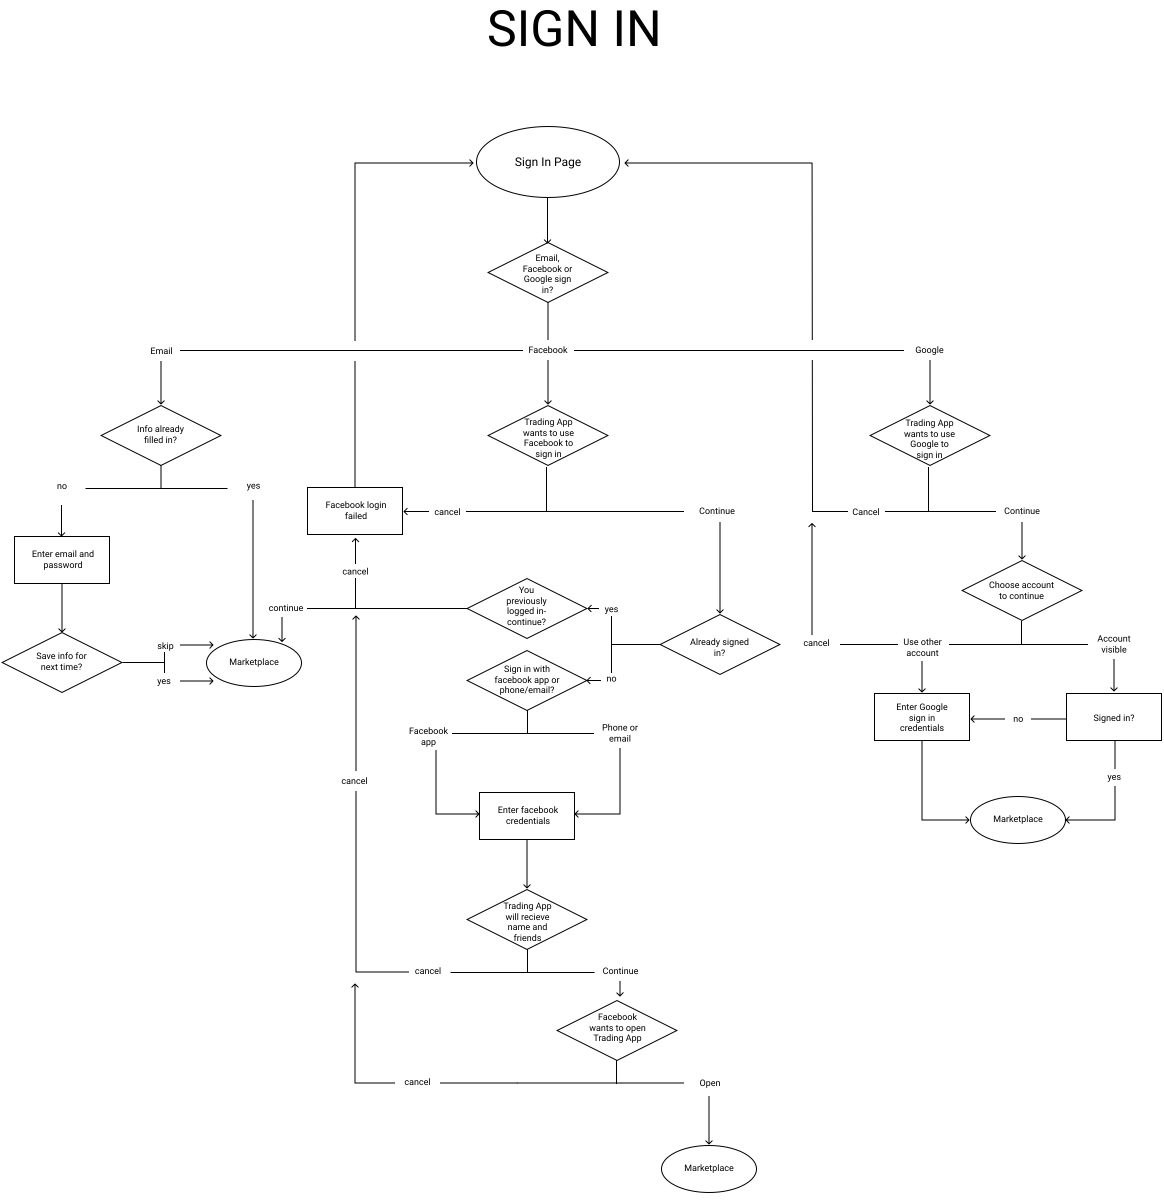 SIGN IN
Sign In Page
Email,
Facebook or
Google sign
in?
Email
Facebook
Google
Info already
filled in?
Trading App
wants to use
Facebook to
sign in
Trading App
wants to use
Google to
sign in
no
yes
Facebook login
failed
cancel
Continue
Cancel
Continue
Enter email and
password
cancel
You
previously
logged in-
continue?
continue
yes
Choose account
to continue
Save info for
next time?
skip
yes
Marketplace
Already signed
in?
Sign in with
facebook app or
phone/email?
no
cancel
Use other
account
Account
visible
Facebook
app
Phone or
email
Enter Google
sign in
credentials
no
Signed in?
cancel
yes
Enter facebook
credentials
Marketplace
Trading App
will recieve
name and
friends
cancel
Continue
Facebook
wants to open
Trading App
cancel
Open
Marketplace